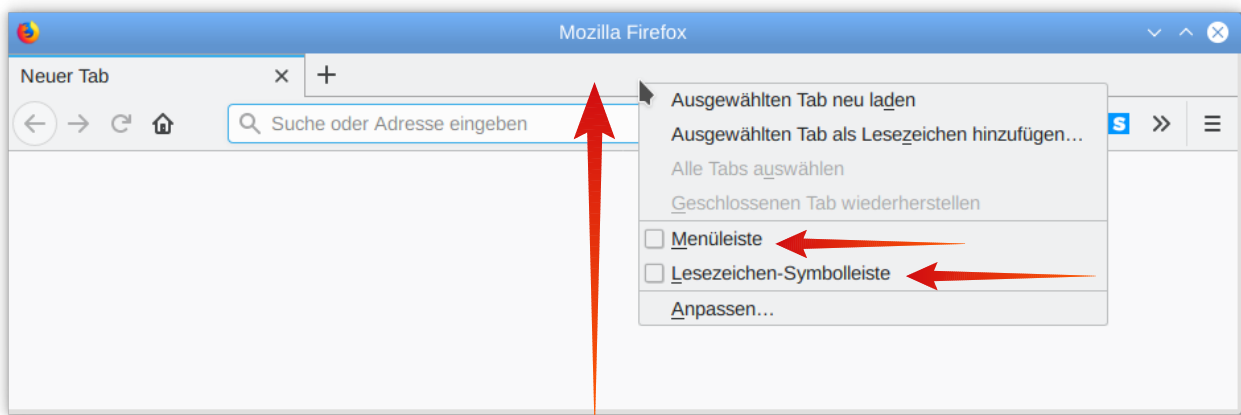 Mozilla Firefox
Neuer Tab
Suche oder Adresse eingeben
S
Ausgewählten Tab neu laden
Ausgewählten Tab als Lesezeichen hinzufügen…
Alle Tabs auswählen
Geschlossenen Tab wiederherstellen
Menüleiste
Lesezeichen-Symbolleiste
Anpassen…